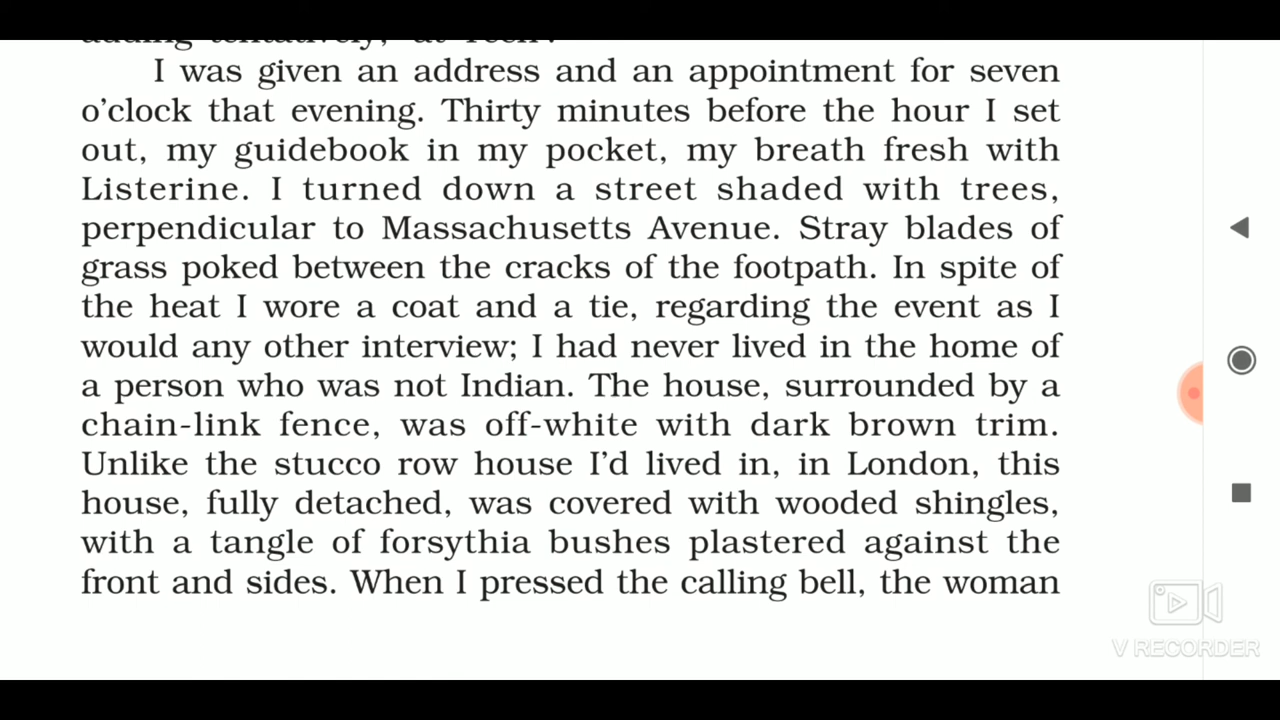 I was given an address and an appointment for seven
o'clock that evening. Thirty minutes before the hour I set
out, my guidebook in my pocket, my breath fresh with
Listerine. I turned down a street shaded with trees,
perpendicular to Massachusetts Avenue. Stray blades of
grass poked between the cracks of the footpath. In spite of
the heat I wore a coat and a tie, regarding the event as I
would any other interview; I had never lived in the home of
a person who was not Indian. The house, surrounded by a
chain-link fence, was off-white with dark brown trim.
Unlike the stucco row house I'd lived in, in London, this
house, fully detached, was covered with wooded shingles,
with a tangle of forsythia bushes plastered against the
front and sides. When I pressed the calling bell, the woman
V RECORDER